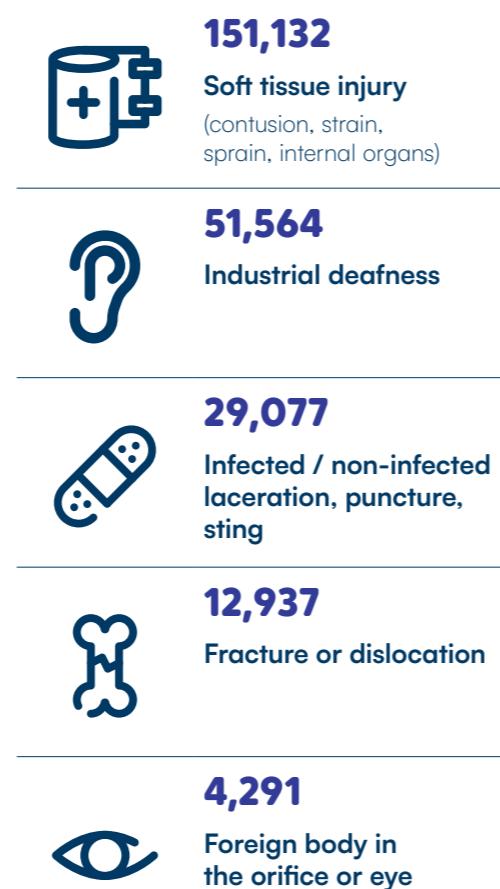 151,132
Soft tissue injury
(contusion, strain,
sprain, internal organs)
51,564
Industrial deafness
29,077
Infected / non-infected
laceration, puncture,
sting
12,937
Fracture or dislocation
4,291
Foreign body in
the orifice or eye